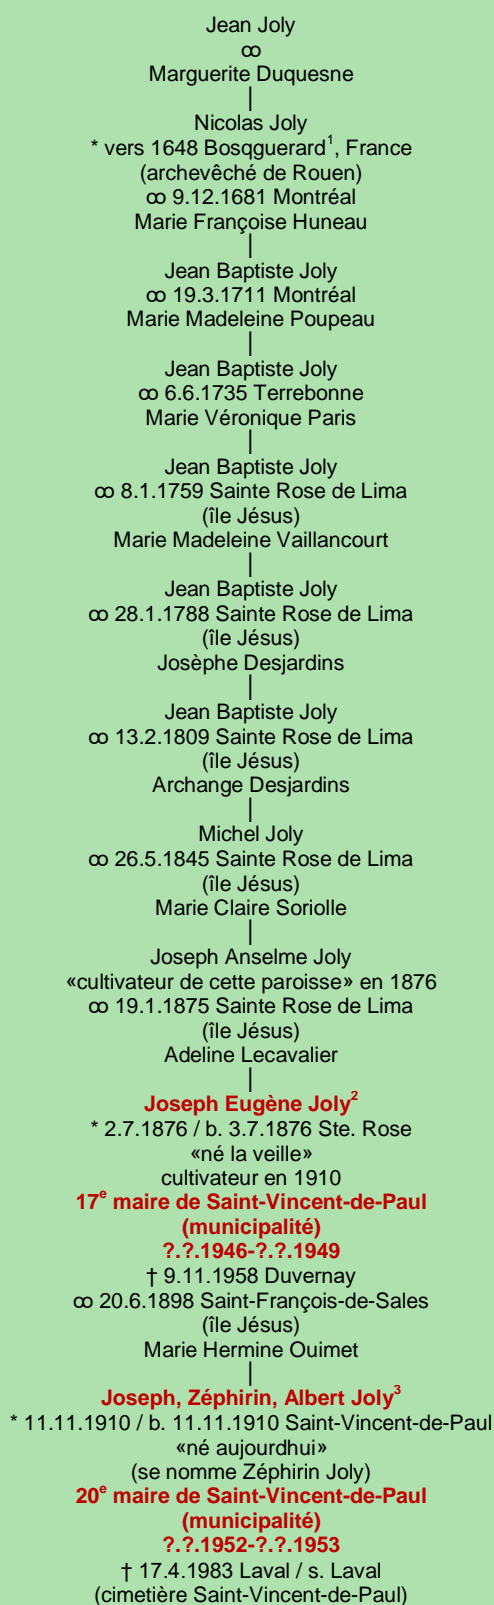 Jean Joly
ꝏ
Marguerite Duquesne
|
Nicolas Joly
* vers 1648 Bosqguerard¹, France
(archevêché de Rouen)
ꝏ 9.12.1681 Montréal
Marie Françoise Huneau
|
Jean Baptiste Joly
ꝏ 19.3.1711 Montréal
Marie Madeleine Poupeau
|
Jean Baptiste Joly
ꝏ 6.6.1735 Terrebonne
Marie Véronique Paris
|
Jean Baptiste Joly
ꝏ 8.1.1759 Sainte Rose de Lima
(île Jésus)
Marie Madeleine Vaillancourt
|
Jean Baptiste Joly
ꝏ 28.1.1788 Sainte Rose de Lima
(île Jésus)
Josèphe Desjardins
|
Jean Baptiste Joly
ꝏ 13.2.1809 Sainte Rose de Lima
(île Jésus)
Archange Desjardins
|
Michel Joly
ꝏ 26.5.1845 Sainte Rose de Lima
(île Jésus)
Marie Claire Soriolle
|
Joseph Anselme Joly
«cultivateur de cette paroisse» en 1876
ꝏ 19.1.1875 Sainte Rose de Lima
(île Jésus)
Adeline Lecavalier
|
Joseph Eugène Joly²
* 2.7.1876 / b. 3.7.1876 Ste. Rose
«né la veille»
cultivateur en 1910
17ᵉ maire de Saint-Vincent-de-Paul
(municipalité)
?.?.1946-?.?.1949
† 9.11.1958 Duvernay
ꝏ 20.6.1898 Saint-François-de-Sales
(île Jésus)
Marie Hermine Ouimet
|
Joseph, Zéphirin, Albert Joly³
* 11.11.1910 / b. 11.11.1910 Saint-Vincent-de-Paul
«né aujourdhui»
(se nomme Zéphirin Joly)
20ᵉ maire de Saint-Vincent-de-Paul
(municipalité)
?.?.1952-?.?.1953
† 17.4.1983 Laval / s. Laval
(cimetière Saint-Vincent-de-Paul)